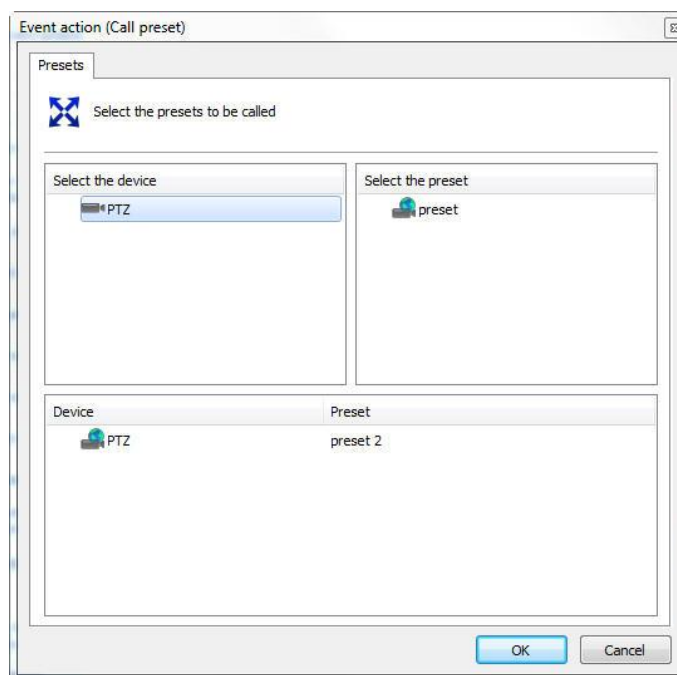 Event action (Call preset)
Presets
Select the presets to be called
Select the device
Select the preset
PTZ
preset
Device
Preset
PTZ
preset 2
OK
Cancel